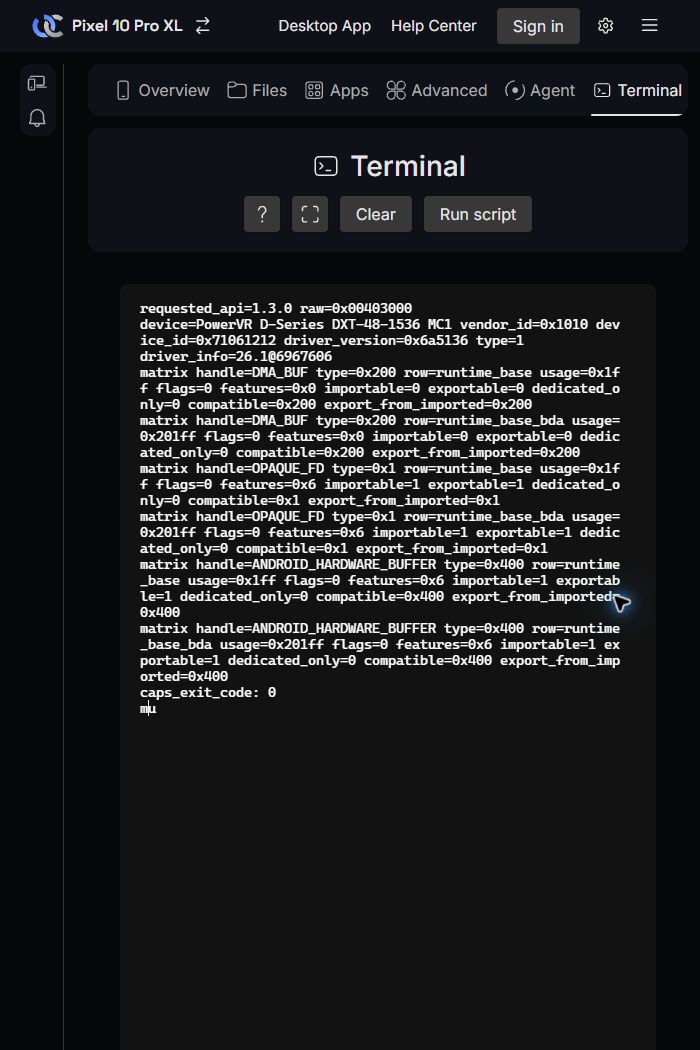 Pixel 10 Pro XL
Desktop App
Help Center
Sign in
Overview
Files
Apps
Advanced
Agent
Terminal
Terminal
?
Clear
Run script
requested_api=1.3.0 raw=0x00403000
device=PowerVR D-Series DXT-48-1536 MC1 vendor_id=0x1010 dev
ice_id=0x71061212 driver_version=0x6a5136 type=1
driver_info=26.1@6967606
matrix handle=DMA_BUF type=0x200 row=runtime_base usage=0x1f
f flags=0 features=0x0 importable=0 exportable=0 dedicated_o
nly=0 compatible=0x200 export_from_imported=0x200
matrix handle=DMA_BUF type=0x200 row=runtime_base_bda usage=
0x201ff flags=0 features=0x0 importable=0 exportable=0 dedic
ated_only=0 compatible=0x200 export_from_imported=0x200
matrix handle=OPAQUE_FD type=0x1 row=runtime_base usage=0x1f
f flags=0 features=0x6 importable=1 exportable=1 dedicated_o
nly=0 compatible=0x1 export_from_imported=0x1
matrix handle=OPAQUE_FD type=0x1 row=runtime_base_bda usage=
0x201ff flags=0 features=0x6 importable=1 exportable=1 dedic
ated_only=0 compatible=0x1 export_from_imported=0x1
matrix handle=ANDROID_HARDWARE_BUFFER type=0x400 row=runtime
_base usage=0x1ff flags=0 features=0x6 importable=1 exportab
le=1 dedicated_only=0 compatible=0x400 export_from_imported=
0x400
matrix handle=ANDROID_HARDWARE_BUFFER type=0x400 row=runtime
_base_bda usage=0x201ff flags=0 features=0x6 importable=1 ex
portable=1 dedicated_only=0 compatible=0x400 export_from_imp
orted=0x400
caps_exit_code: 0
mu